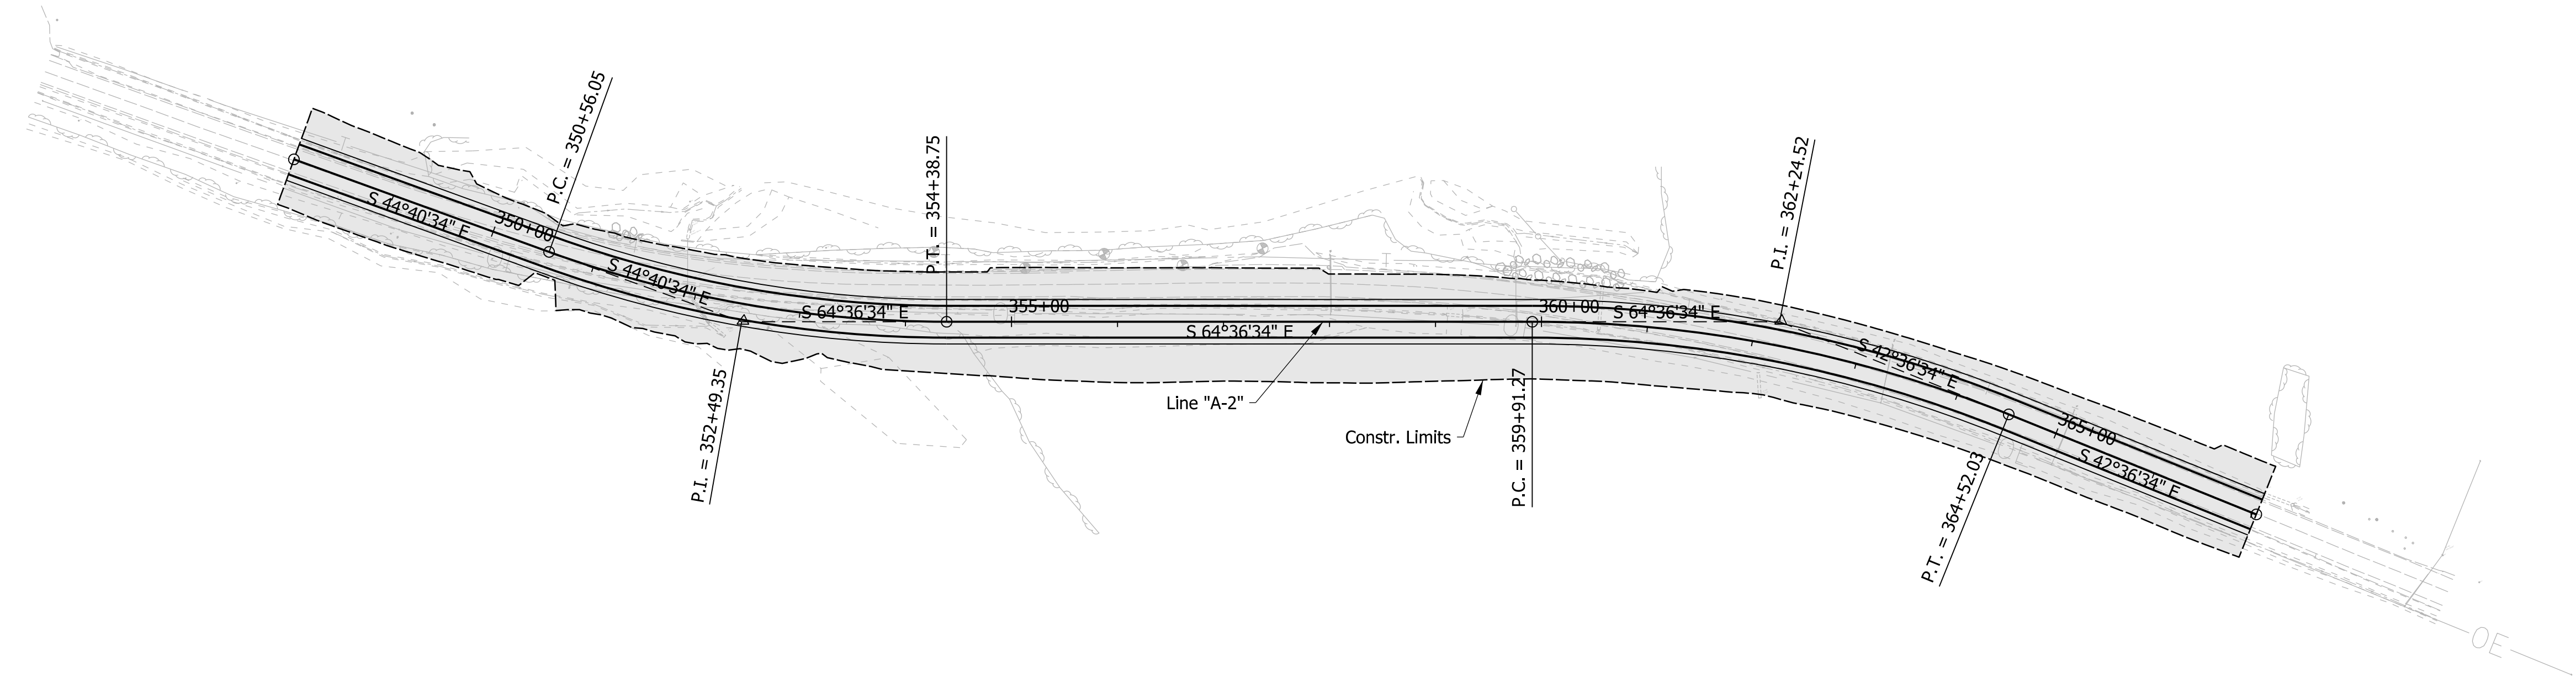 P.C. = 350+56.05
P.T. = 354+38.75
P.I. = 362+24.52
S 44°40'34" E
350+00
S 44°40'34" E
S 64°36'34" E
355+00
S 64°36'34" E
360+00
S 64°36'34" E
S 42°36'34" E
365+00
S 42°36'34" E
Line "A-2"
Constr. Limits
P.I. = 352+49.35
P.C. = 359+91.27
P.T. = 364+52.03
OE